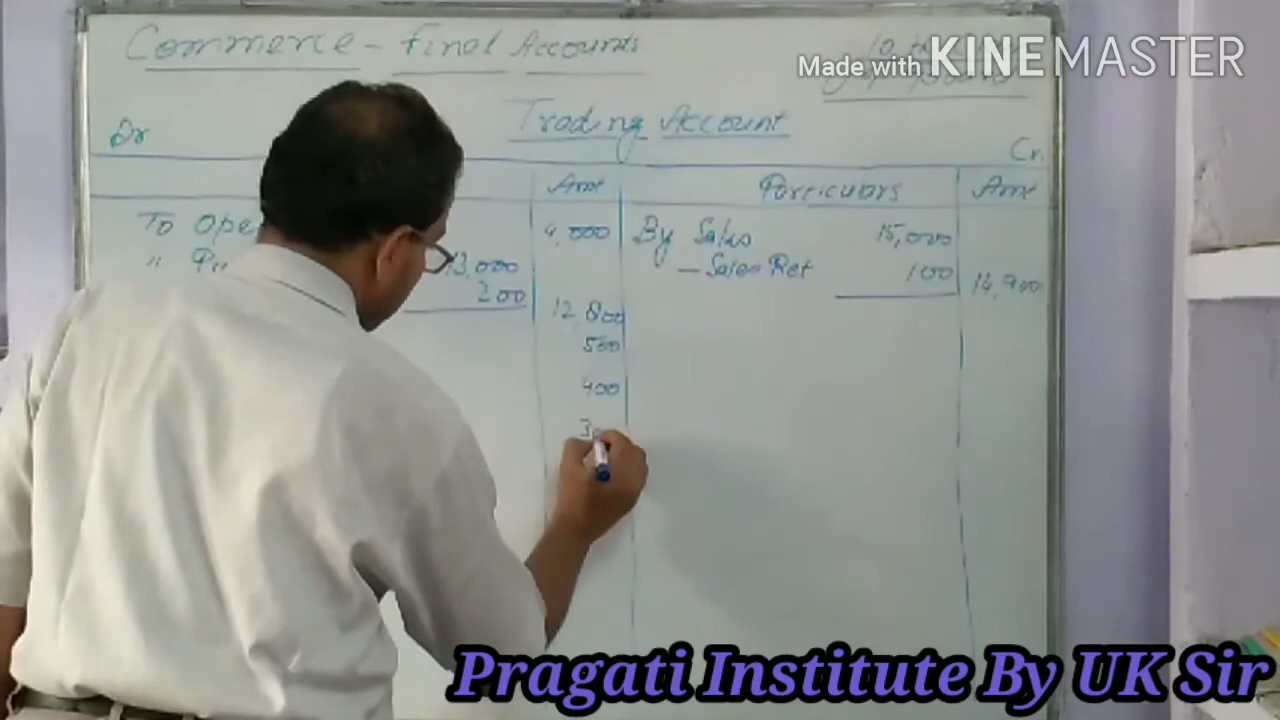 Commerce - Final Accounts
Made with KINEMASTER
Trading Account
Dr
Cr.
Amt Particulars Amt
To Ope 4,000 By Sales 15,000
" Pu 13,000 - Sales Ret 100 14,900
200
12,800
500
400
3
Pragati Institute By UK Sir